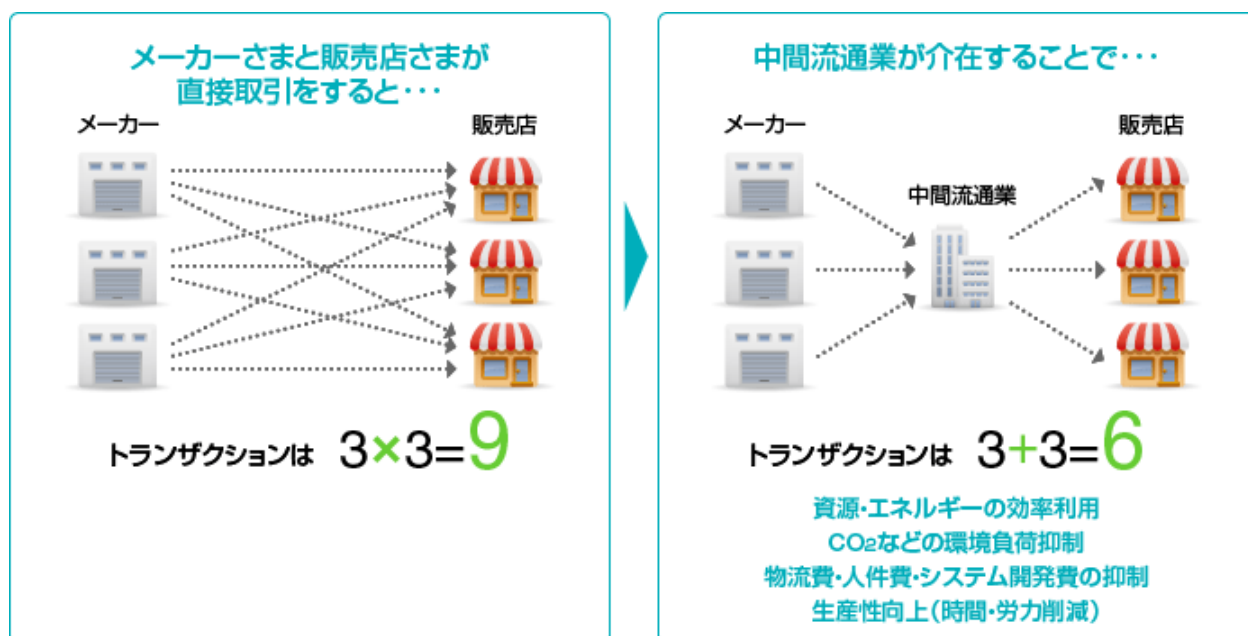 メーカーさまと販売店さまが
直接取引をすると・・・
メーカー
販売店
トランザクションは 3×3=9
中間流通業が介在することで・・・
メーカー
販売店
中間流通業
トランザクションは 3+3=6
資源・エネルギーの効率利用
CO₂などの環境負荷抑制
物流費・人件費・システム開発費の抑制
生産性向上(時間・労力削減)